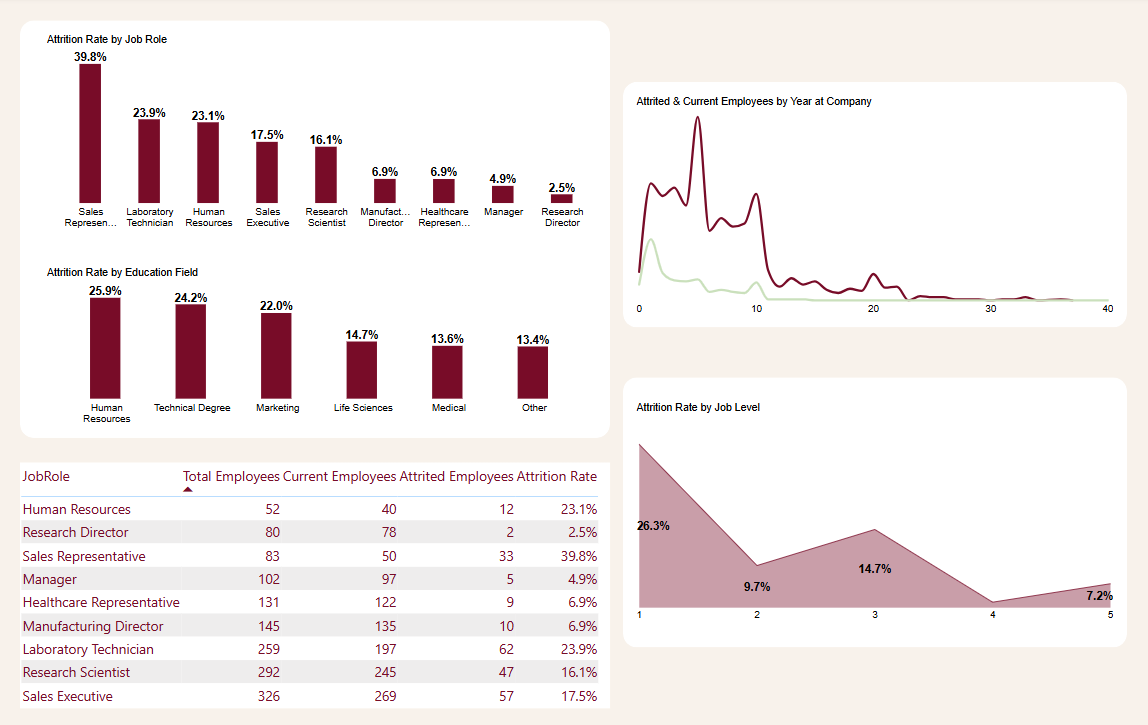 Attrition Rate by Job Role
39.8%
23.9%
23.1%
17.5%
16.1%
6.9%
6.9%
4.9%
2.5%
Sales Represen...
Laboratory Technician
Human Resources
Sales Executive
Research Scientist
Manufact... Director
Healthcare Represen...
Manager
Research Director
Attrition Rate by Education Field
25.9%
24.2%
22.0%
14.7%
13.6%
13.4%
Human Resources
Technical Degree
Marketing
Life Sciences
Medical
Other
JobRole Total Employees Current Employees Attrited Employees Attrition Rate
Human Resources 52 40 12 23.1%
Research Director 80 78 2 2.5%
Sales Representative 83 50 33 39.8%
Manager 102 97 5 4.9%
Healthcare Representative 131 122 9 6.9%
Manufacturing Director 145 135 10 6.9%
Laboratory Technician 259 197 62 23.9%
Research Scientist 292 245 47 16.1%
Sales Executive 326 269 57 17.5%
Attrited & Current Employees by Year at Company
0 10 20 30 40
Attrition Rate by Job Level
26.3%
9.7%
14.7%
7.2%
1 2 3 4 5